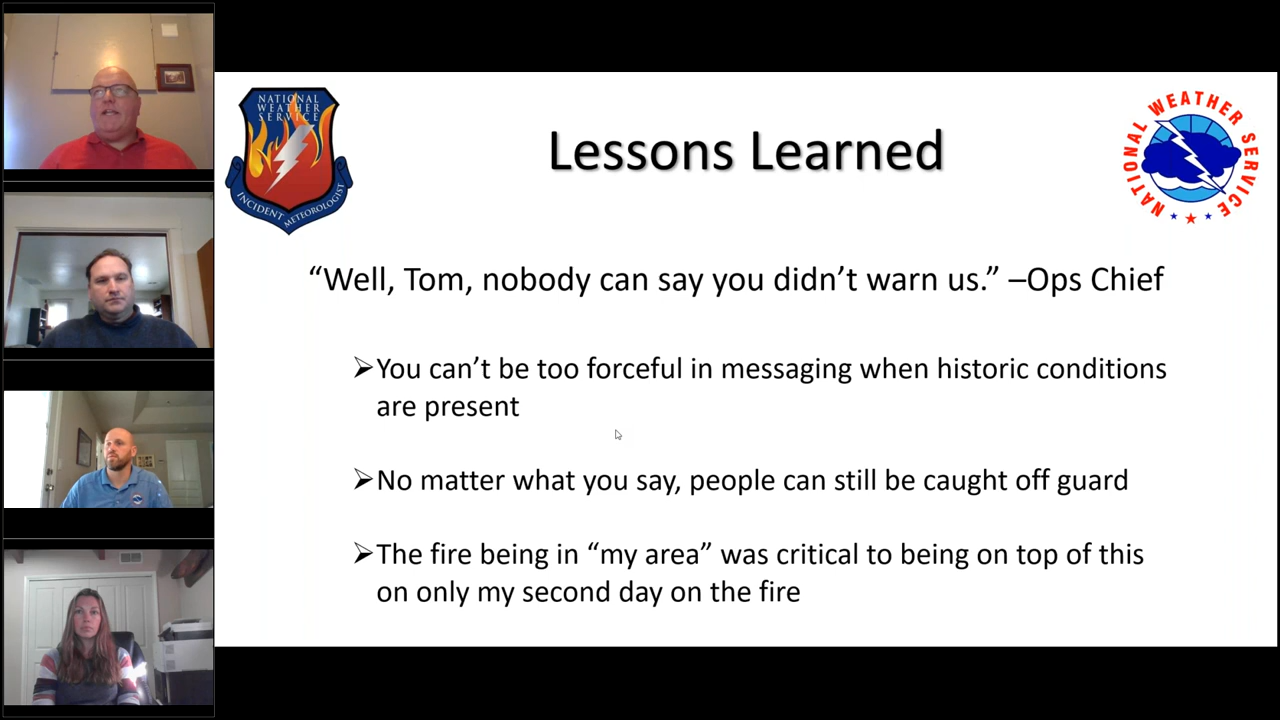 NATIONAL
WEATHER
SERVICE
INCIDENT METEOROLOGIST
Lessons Learned
NATIONAL WEATHER SERVICE
“Well, Tom, nobody can say you didn’t warn us.” –Ops Chief
➢You can’t be too forceful in messaging when historic conditions
are present
➢No matter what you say, people can still be caught off guard
➢The fire being in “my area” was critical to being on top of this
on only my second day on the fire